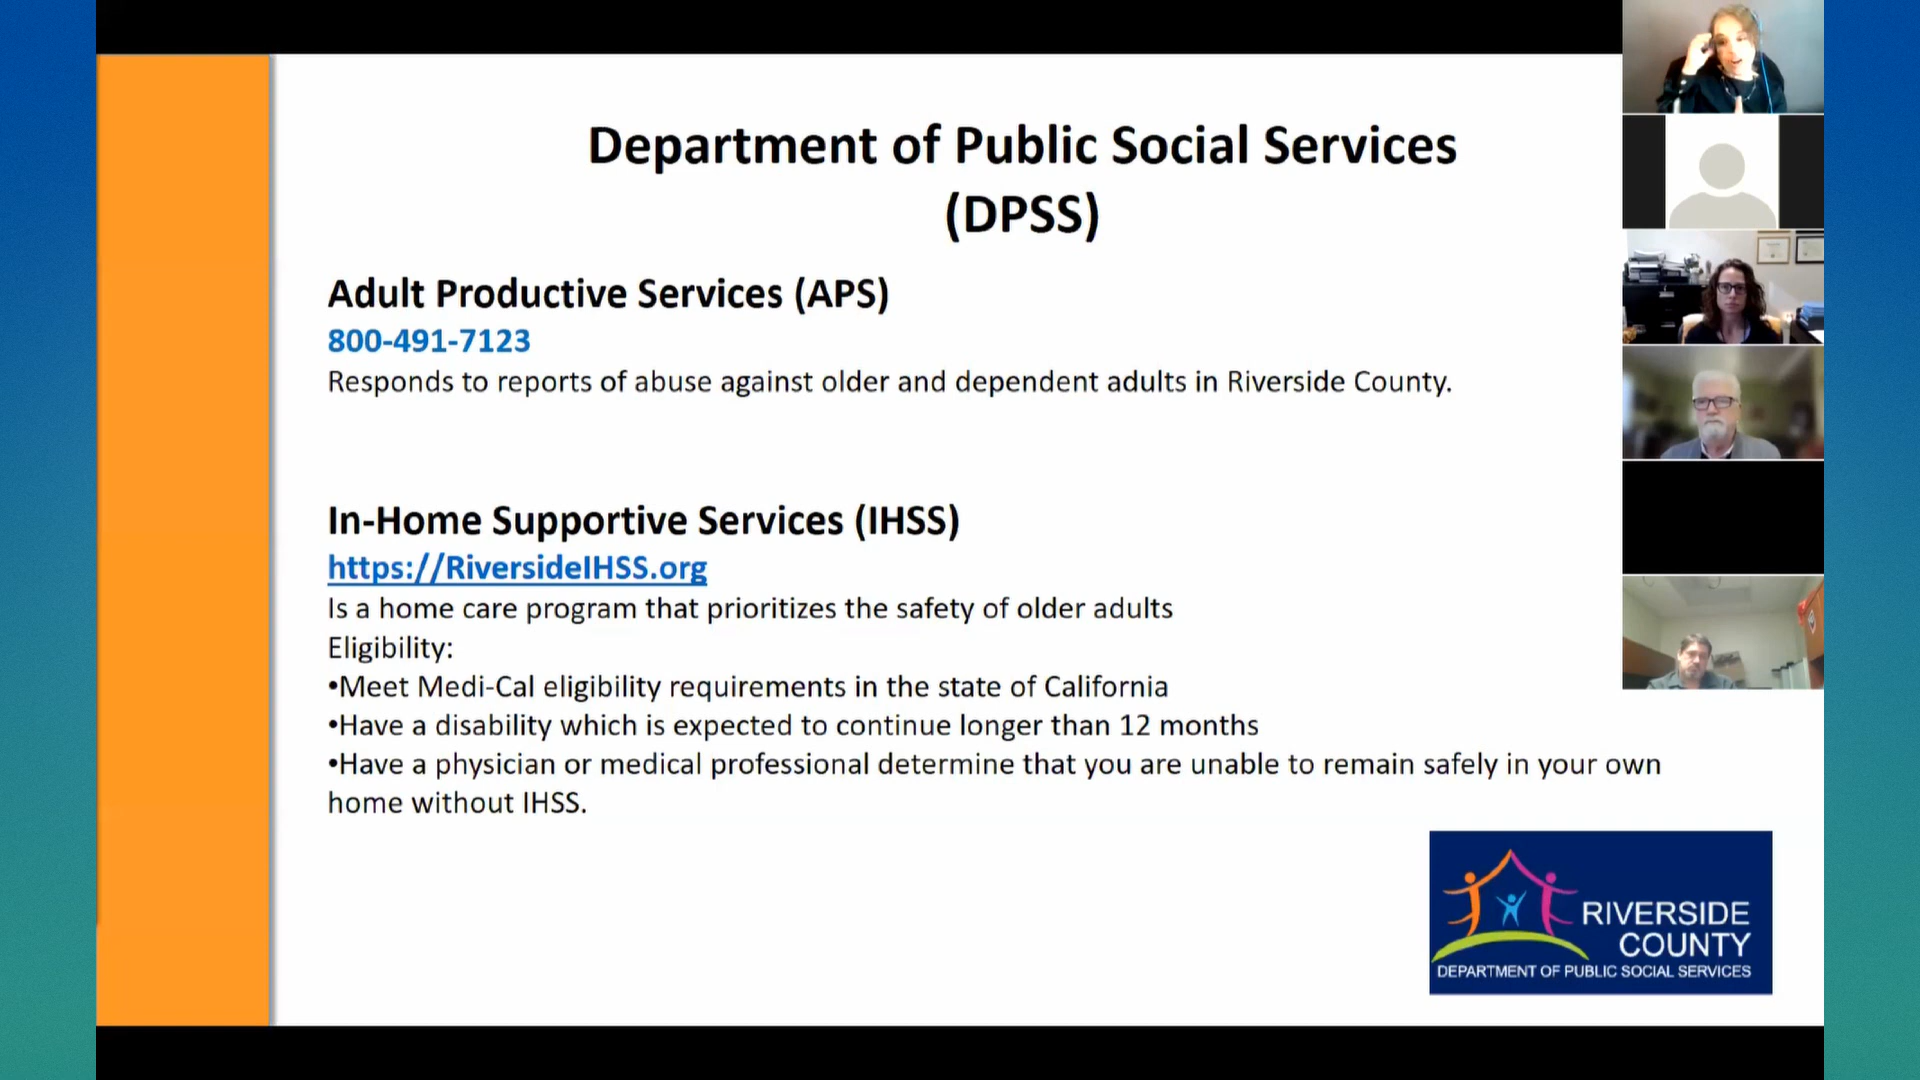 Department of Public Social Services
(DPSS)
Adult Productive Services (APS)
800-491-7123
Responds to reports of abuse against older and dependent adults in Riverside County.
In-Home Supportive Services (IHSS)
https://RiversideIHSS.org
Is a home care program that prioritizes the safety of older adults
Eligibility:
•Meet Medi-Cal eligibility requirements in the state of California
•Have a disability which is expected to continue longer than 12 months
•Have a physician or medical professional determine that you are unable to remain safely in your own
home without IHSS.
RIVERSIDE
COUNTY
DEPARTMENT OF PUBLIC SOCIAL SERVICES